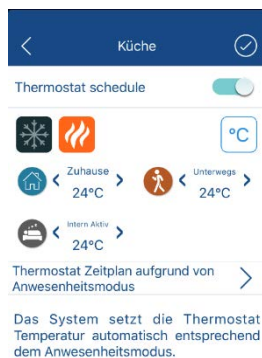 Küche
Thermostat schedule
°C
Zuhause
24°C
Unterwegs
24°C
Intern Aktiv
24°C
Thermostat Zeitplan aufgrund von
Anwesenheitsmodus
Das System setzt die Thermostat
Temperatur automatisch entsprechend
dem Anwesenheitsmodus.